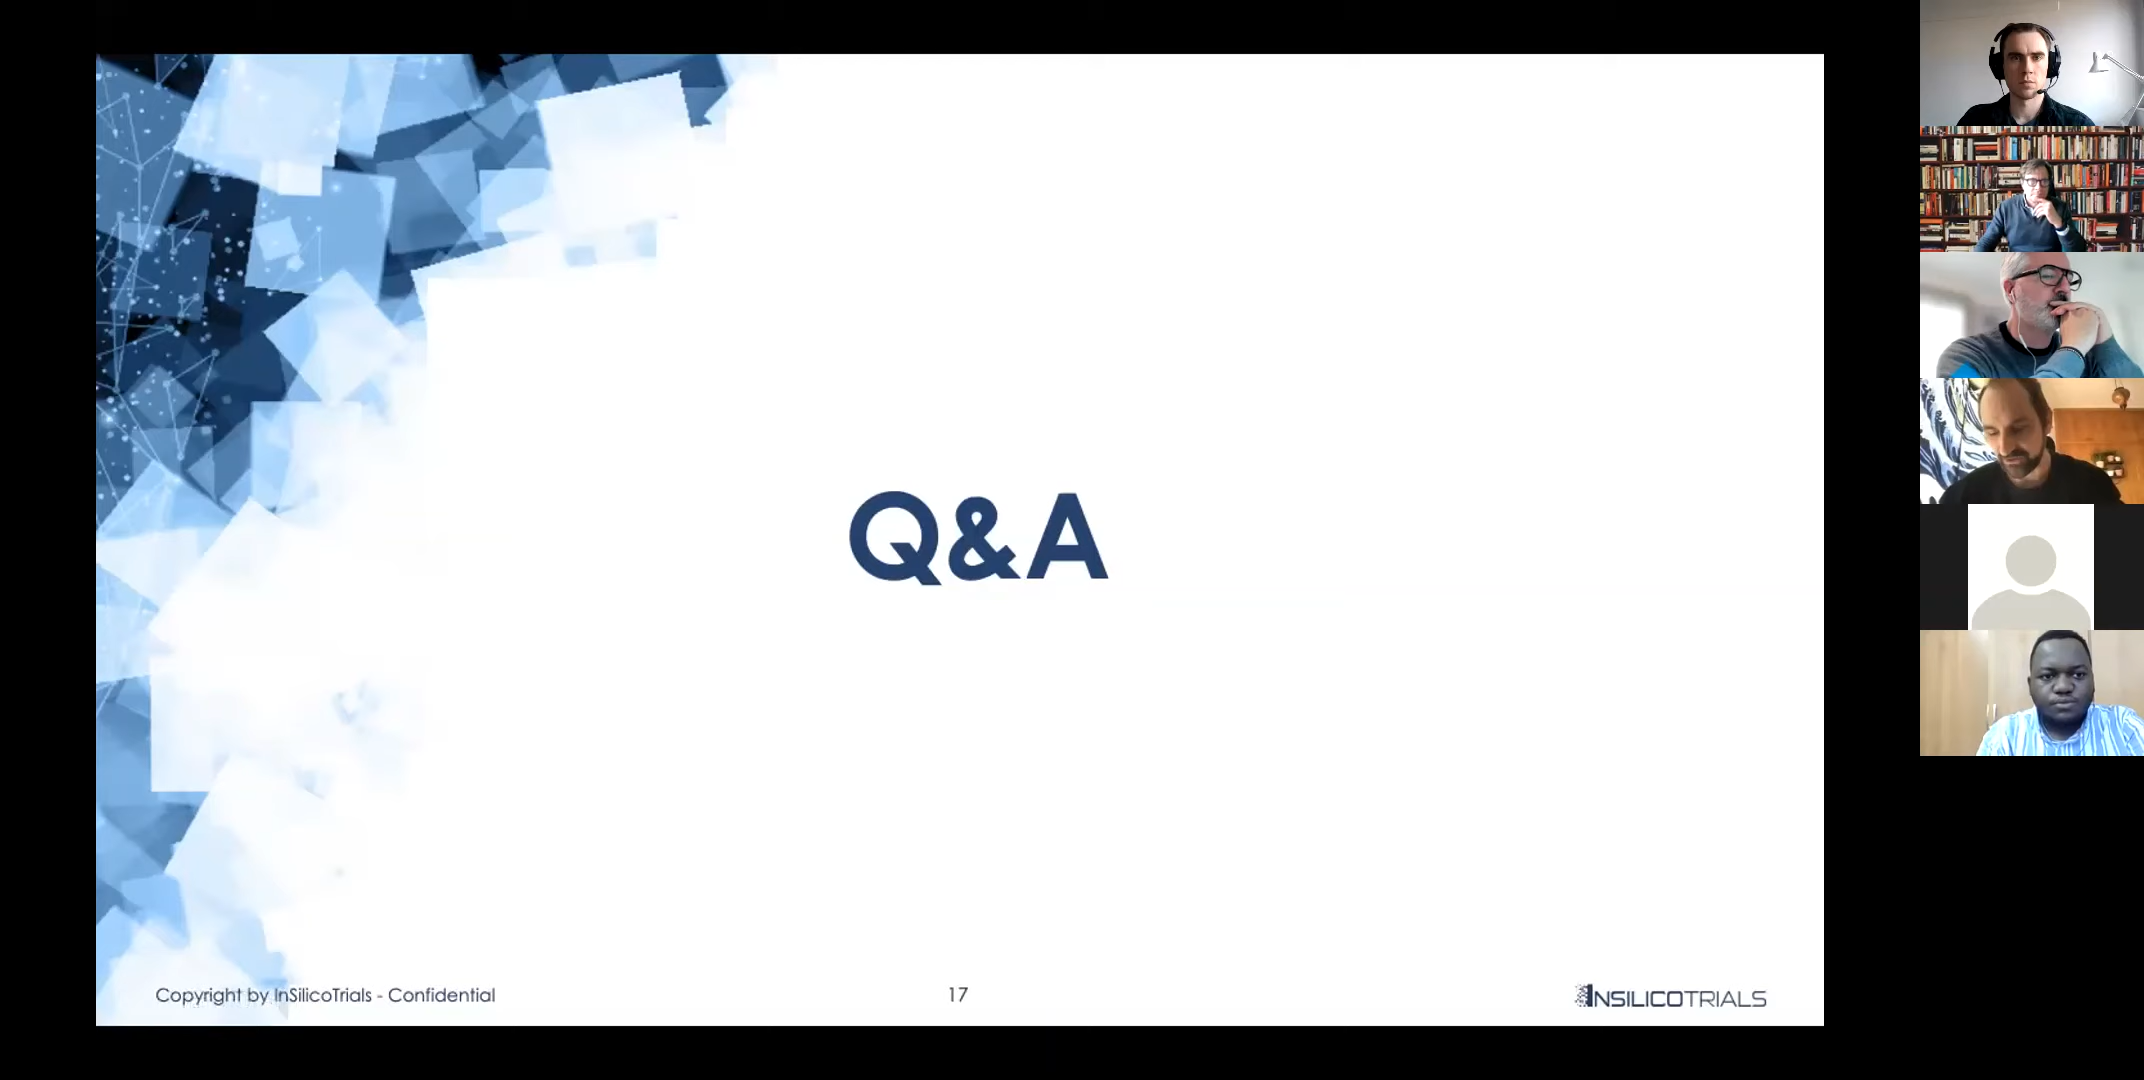 Q&A
Copyright by InSilicoTrials - Confidential
17
INSILICOTRIALS